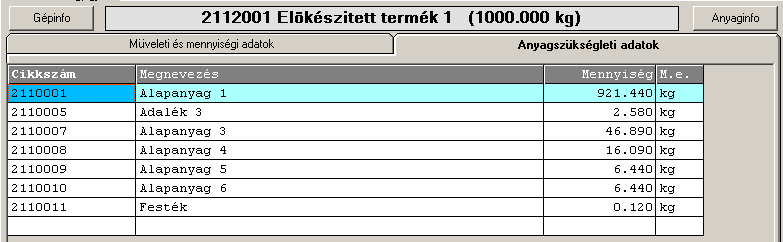 Gépinfo 2112001 Elõkészitett termék 1 (1000.000 kg) Anyaginfo
Müveleti és mennyiségi adatok Anyagszükségleti adatok
Cikkszám Megnevezés Mennyiség M.e.
2110001 Alapanyag 1 921.440 kg
2110005 Adalék 3 2.580 kg
2110007 Alapanyag 3 46.890 kg
2110008 Alapanyag 4 16.090 kg
2110009 Alapanyag 5 6.440 kg
2110010 Alapanyag 6 6.440 kg
2110011 Festék 0.120 kg